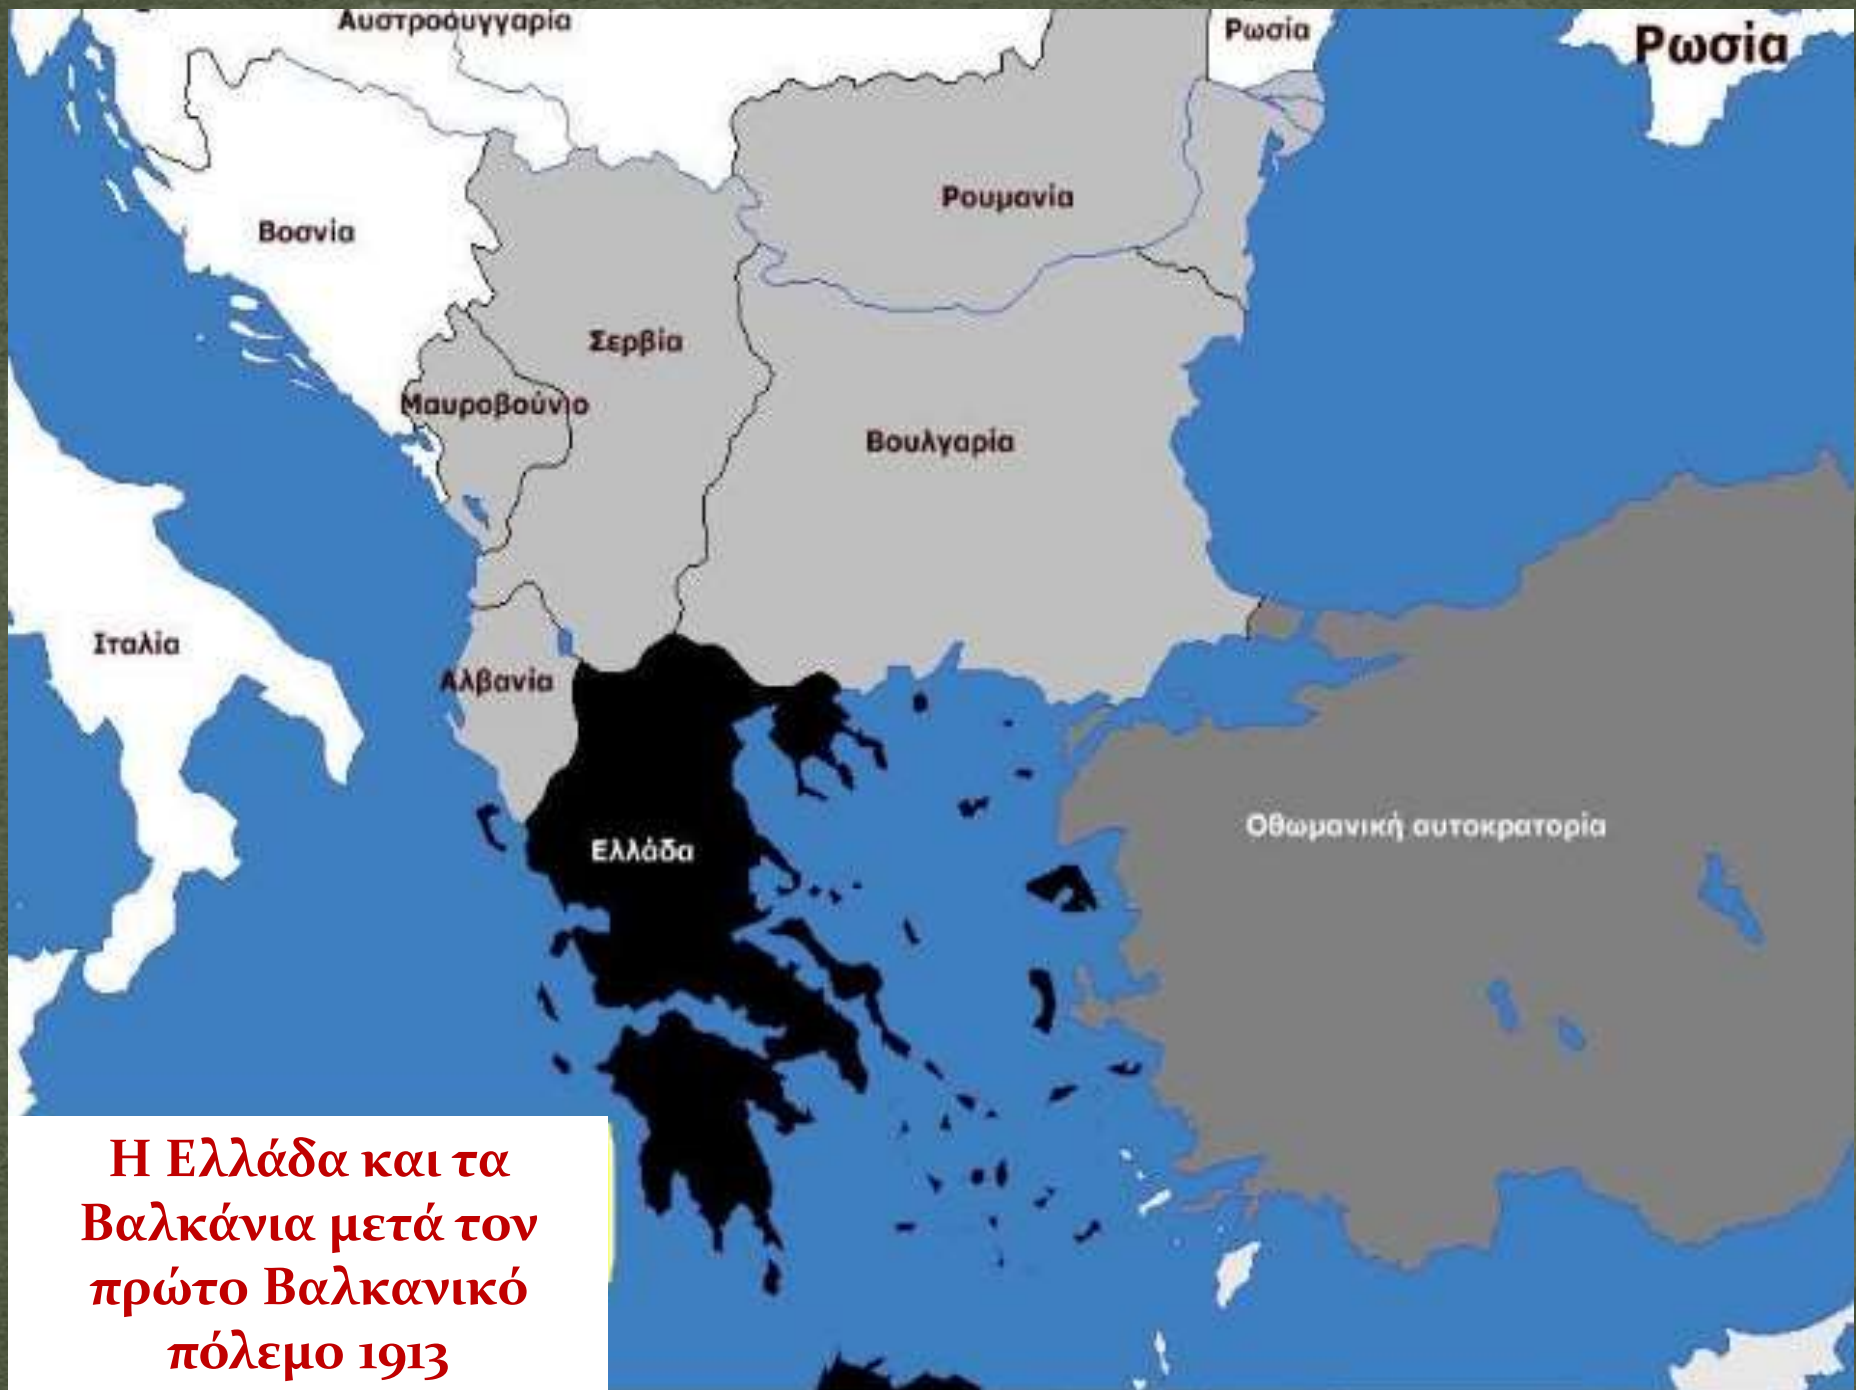 Αυστροουγγαρία
Ρωσία
Ρωσία
Ρουμανία
Βοσνία
Σερβία
Μαυροβούνιο
Βουλγαρία
Ιταλία
Αλβανία
Οθωμανική αυτοκρατορία
Ελλάδα
Η Ελλάδα και τα
Βαλκάνια μετά τον
πρώτο Βαλκανικό
πόλεμο 1913